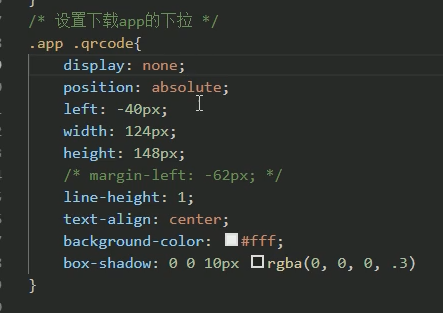 }
/* 设置下载app的下拉 */
.app .qrcode{
display: none;
position: absolute;
left: -40px;
width: 124px;
height: 148px;
/* margin-left: -62px; */
line-height: 1;
text-align: center;
background-color: #fff;
box-shadow: 0 0 10px rgba(0, 0, 0, .3)
}